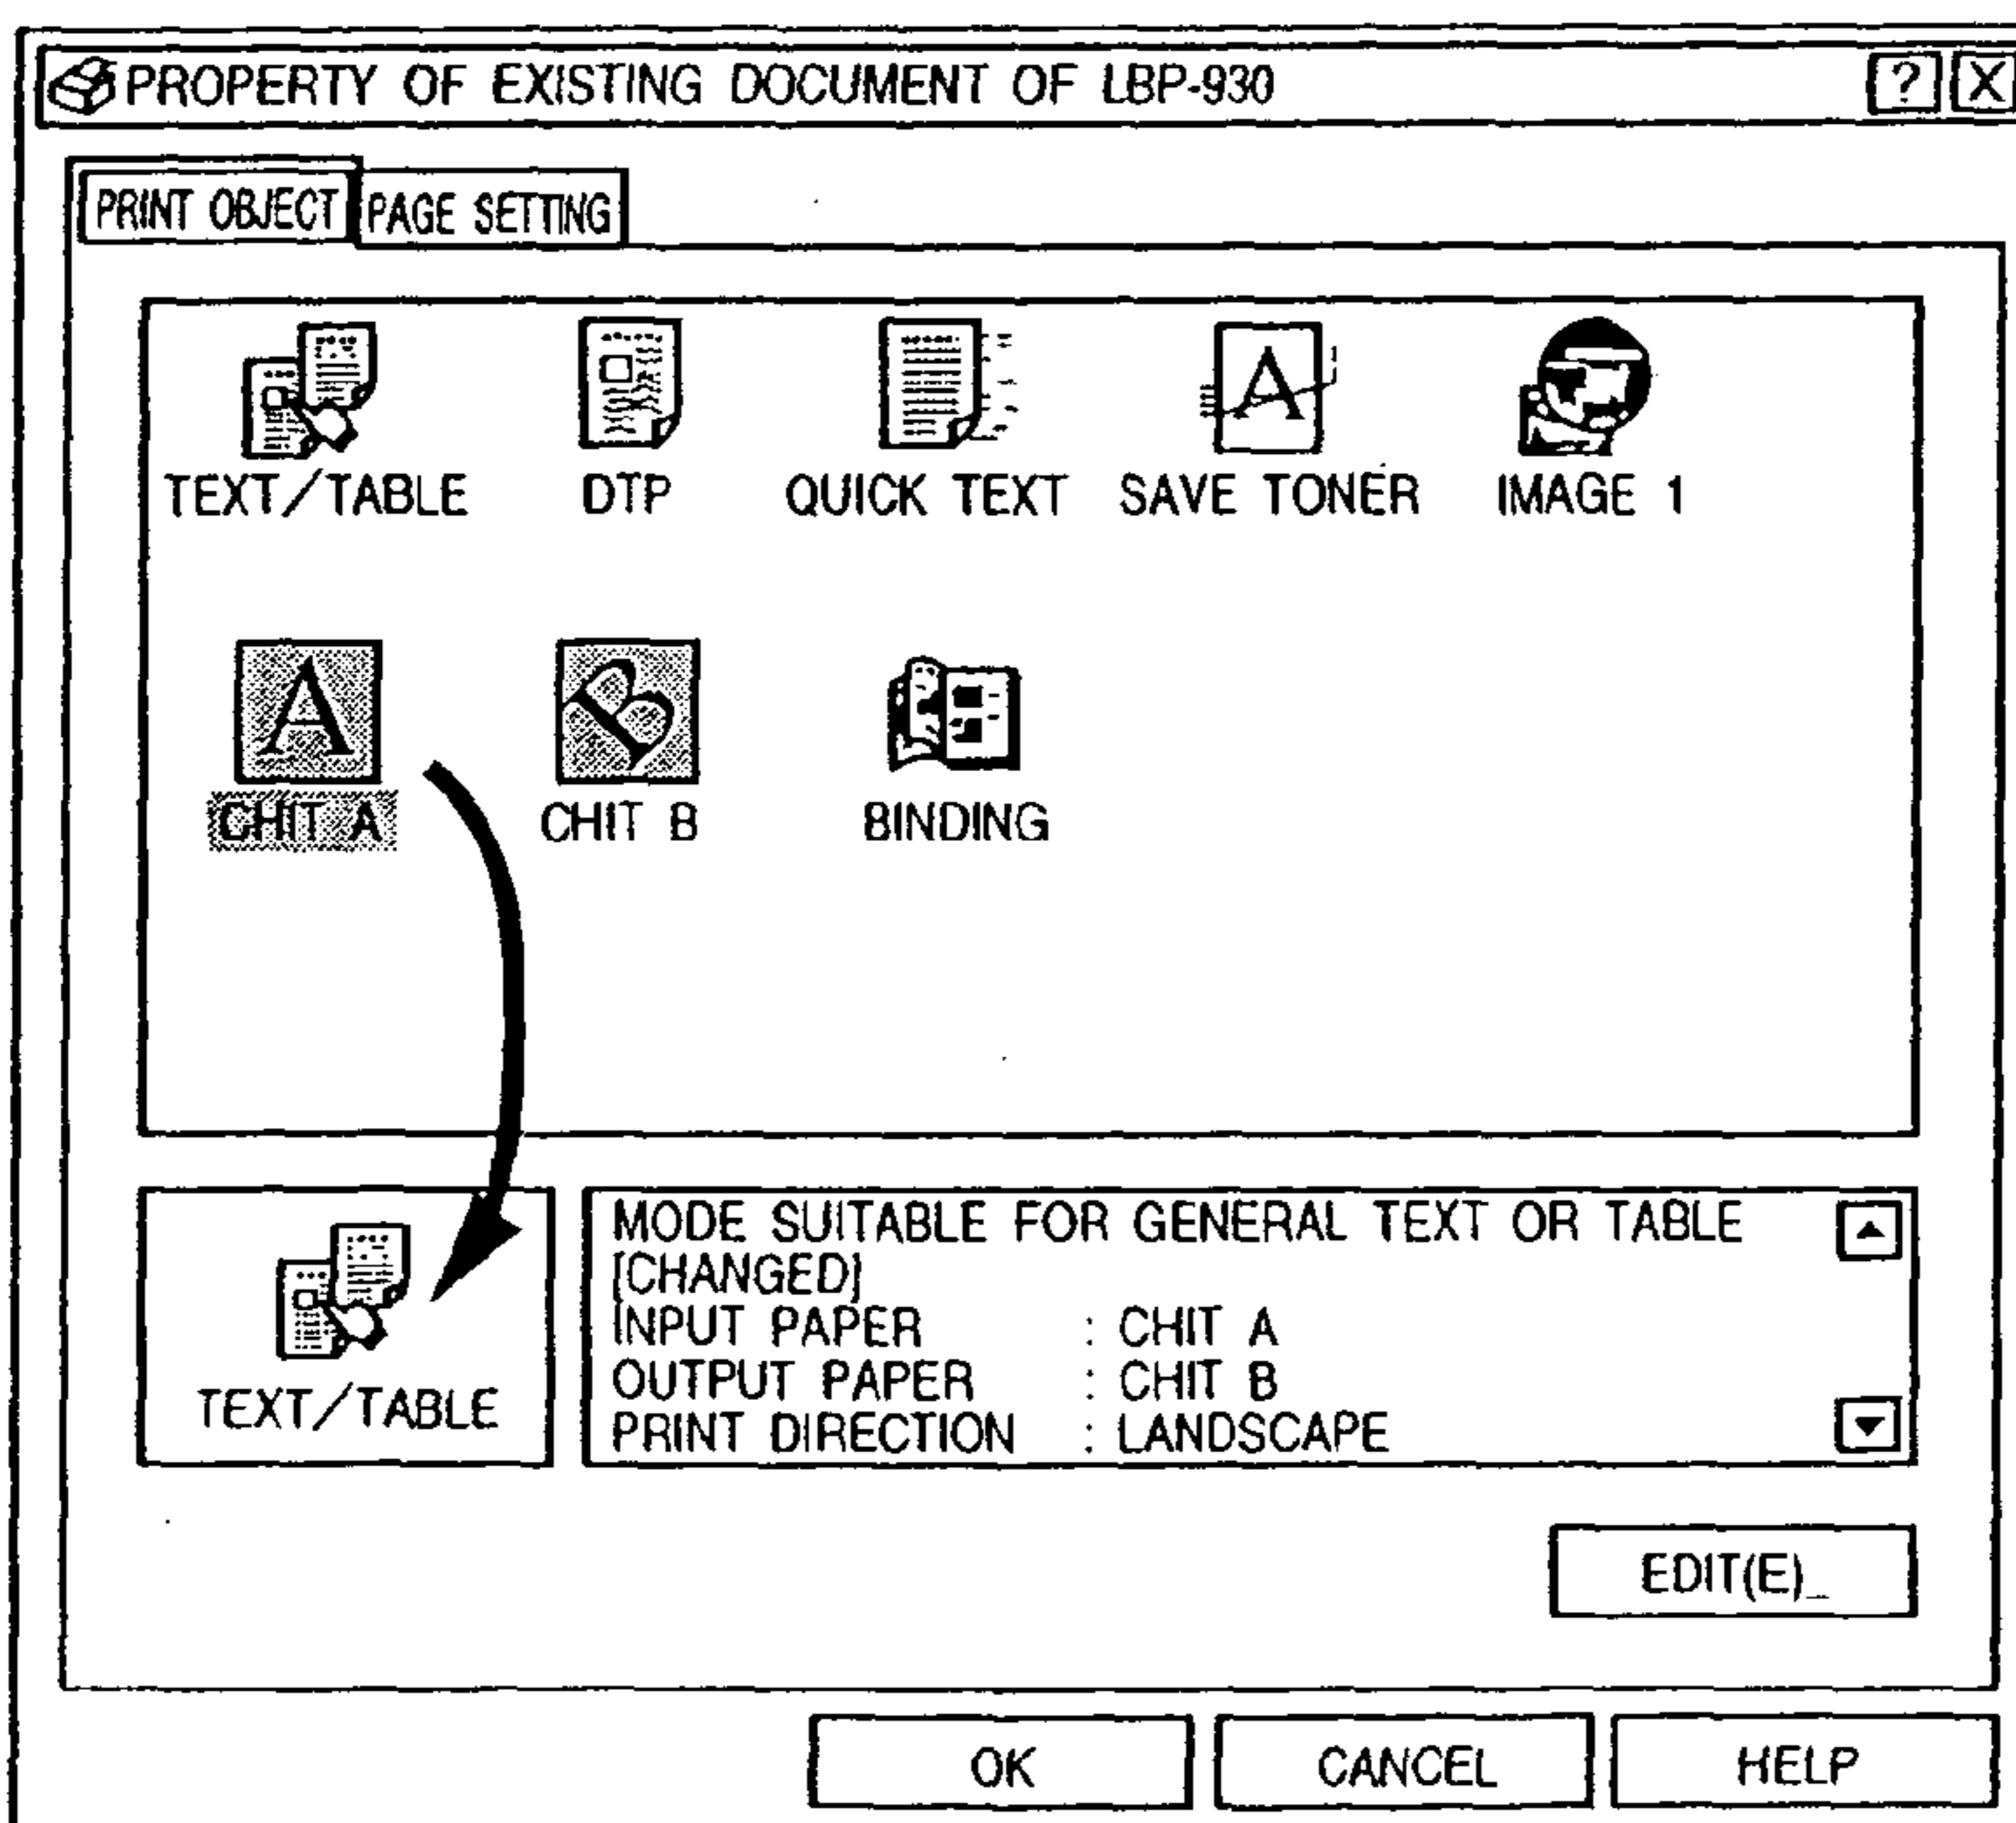 PROPERTY OF EXISTING DOCUMENT OF LBP-930 ? X
PRINT OBJECT PAGE SETTING
A
TEXT/TABLE DTP QUICK TEXT SAVE TONER IMAGE 1
A B
CHIT A CHIT B BINDING
MODE SUITABLE FOR GENERAL TEXT OR TABLE
[CHANGED]
INPUT PAPER : CHIT A
OUTPUT PAPER : CHIT B
TEXT/TABLE
PRINT DIRECTION : LANDSCAPE
EDIT(E)_
OK CANCEL HELP